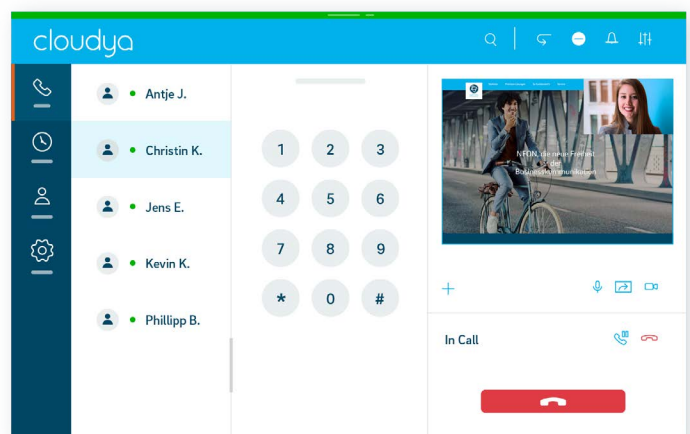 cloudya
Antje J.
Christin K.
Jens E.
Kevin K.
Phillipp B.
1 2 3
4 5 6
7 8 9
* 0 #
NFON, die neue Freiheit
der
Businesskommunikation
In Call